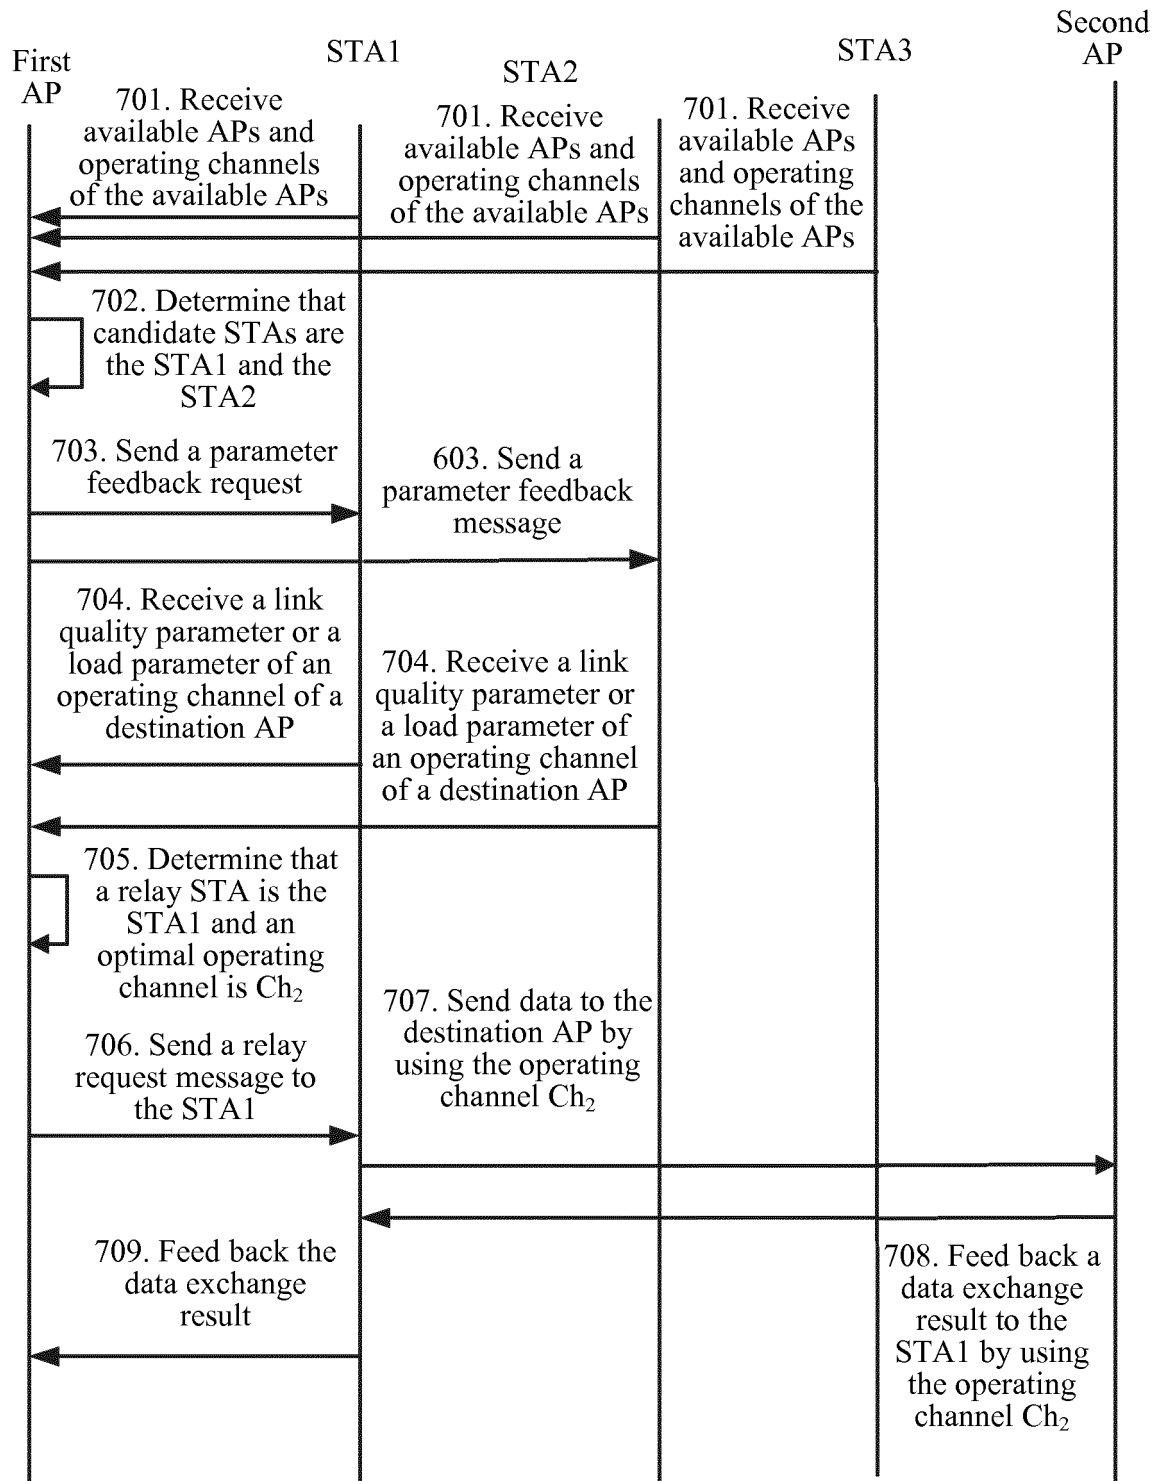 First
AP
STA1
STA2
STA3
Second
AP
701. Receive
available APs and
operating channels
of the available APs
701. Receive
available APs and
operating channels
of the available APs
701. Receive
available APs
and operating
channels of the
available APs
702. Determine that
candidate STAs are
the STA1 and the
STA2
703. Send a parameter
feedback request
603. Send a
parameter feedback
message
704. Receive a link
quality parameter or a
load parameter of an
operating channel of a
destination AP
704. Receive a link
quality parameter or
a load parameter of
an operating channel
of a destination AP
705. Determine that
a relay STA is the
STA1 and an
optimal operating
channel is Ch₂
706. Send a relay
request message to
the STA1
707. Send data to the
destination AP by
using the operating
channel Ch₂
708. Feed back a
data exchange
result to the
STA1 by using
the operating
channel Ch₂
709. Feed back the
data exchange
result